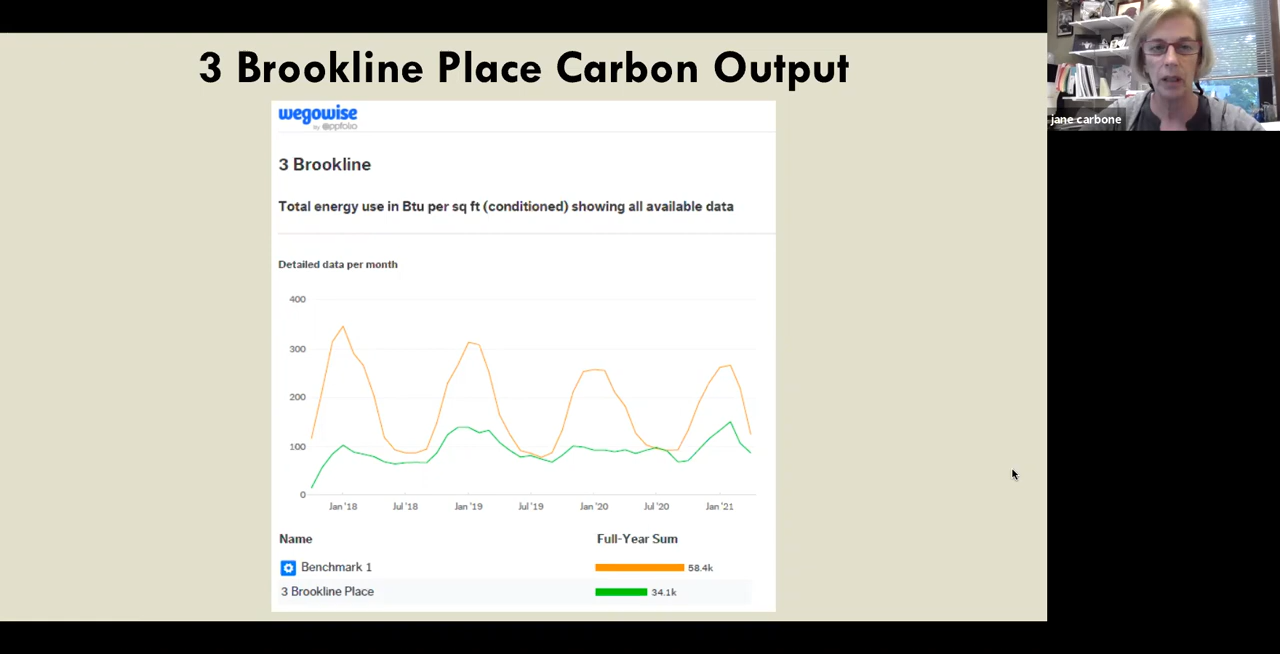 3 Brookline Place Carbon Output
jane carbone
wegowise
by appfolio
3 Brookline
Total energy use in Btu per sq ft (conditioned) showing all available data
Detailed data per month
400
300
200
100
0
Jan '18 Jul '18 Jan '19 Jul '19 Jan '20 Jul '20 Jan '21
Name Full-Year Sum
Benchmark 1 58.4k
3 Brookline Place 34.1k